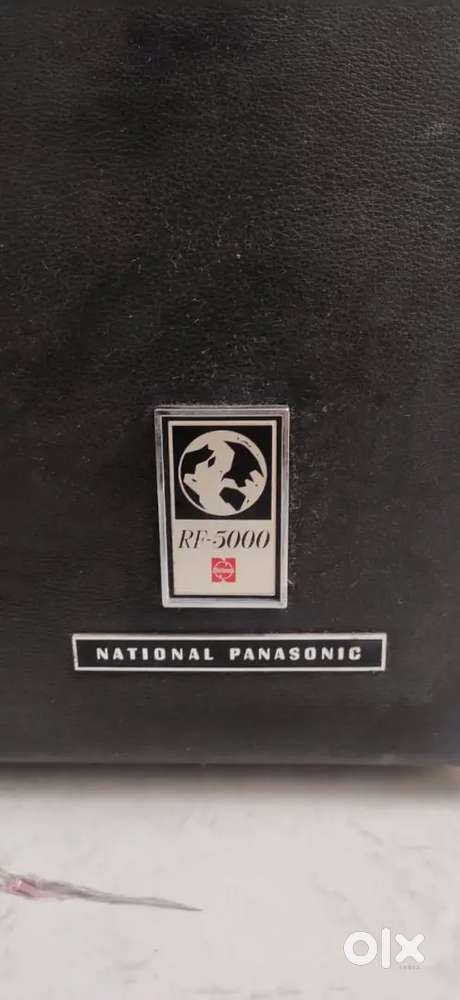 RF-5000
NATIONAL PANASONIC
olx